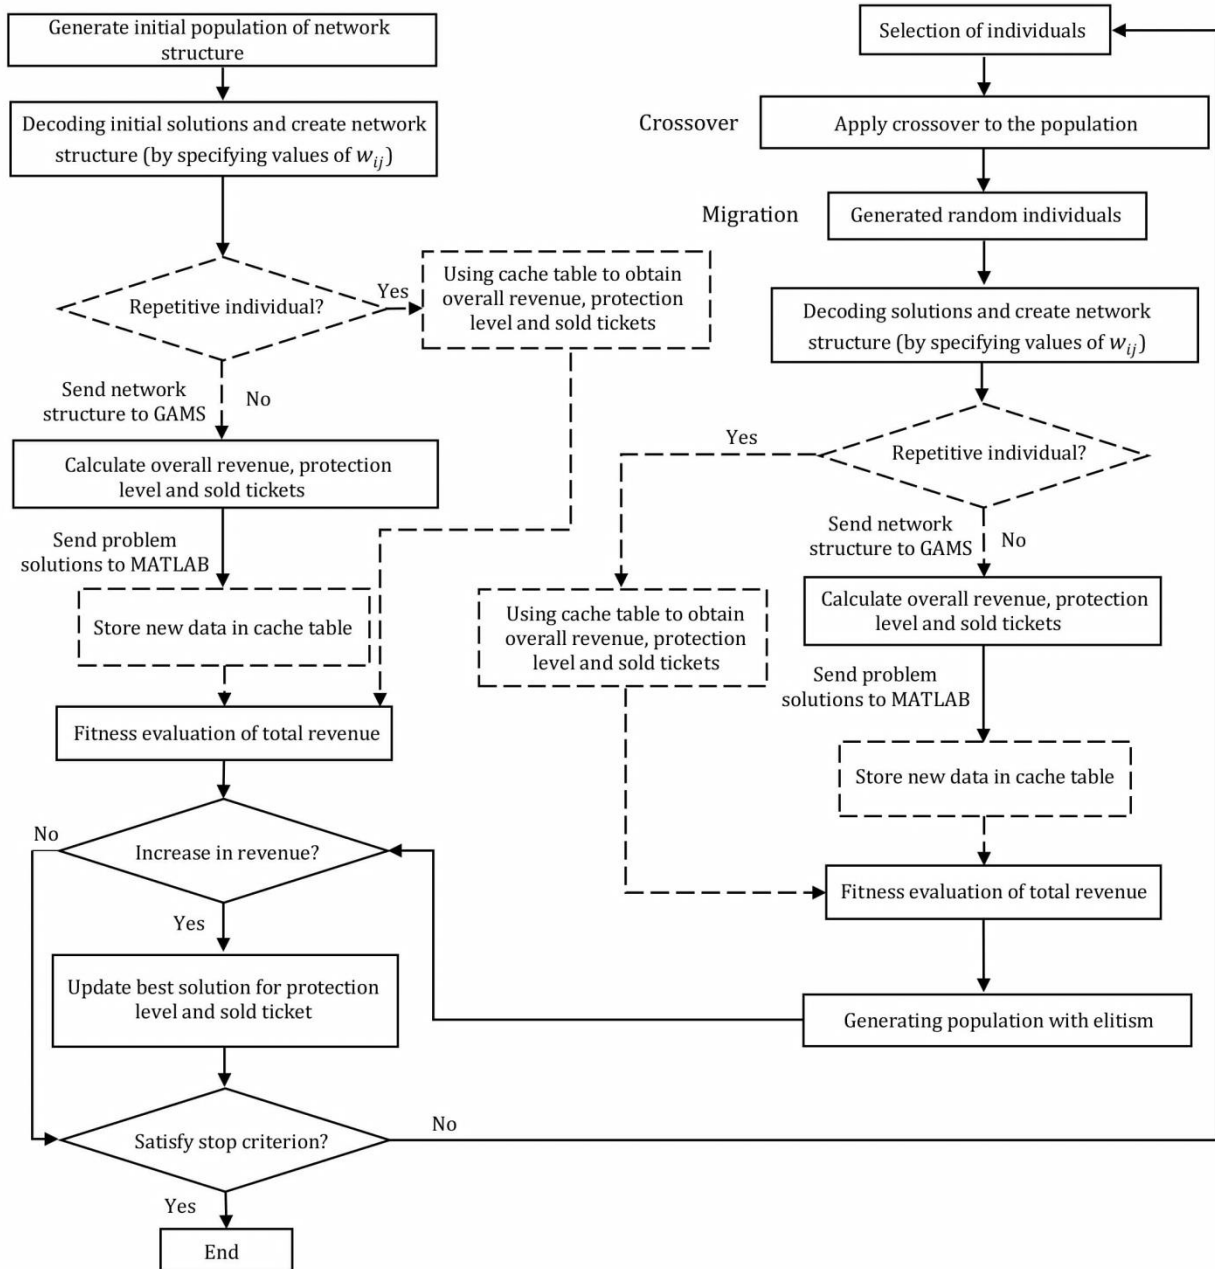 Generate initial population of network
structure
Decoding initial solutions and create network
structure (by specifying values of w_{ij})
Repetitive individual?
Yes
Using cache table to obtain
overall revenue, protection
level and sold tickets
Send network
structure to GAMS
No
Calculate overall revenue, protection
level and sold tickets
Send problem
solutions to MATLAB
Store new data in cache table
Fitness evaluation of total revenue
No
Increase in revenue?
Yes
Update best solution for protection
level and sold ticket
Satisfy stop criterion?
No
Yes
End
Selection of individuals
Crossover
Apply crossover to the population
Migration
Generated random individuals
Decoding solutions and create network
structure (by specifying values of w_{ij})
Yes
Repetitive individual?
Send network
structure to GAMS
No
Using cache table to obtain
overall revenue, protection
level and sold tickets
Calculate overall revenue, protection
level and sold tickets
Send problem
solutions to MATLAB
Store new data in cache table
Fitness evaluation of total revenue
Generating population with elitism